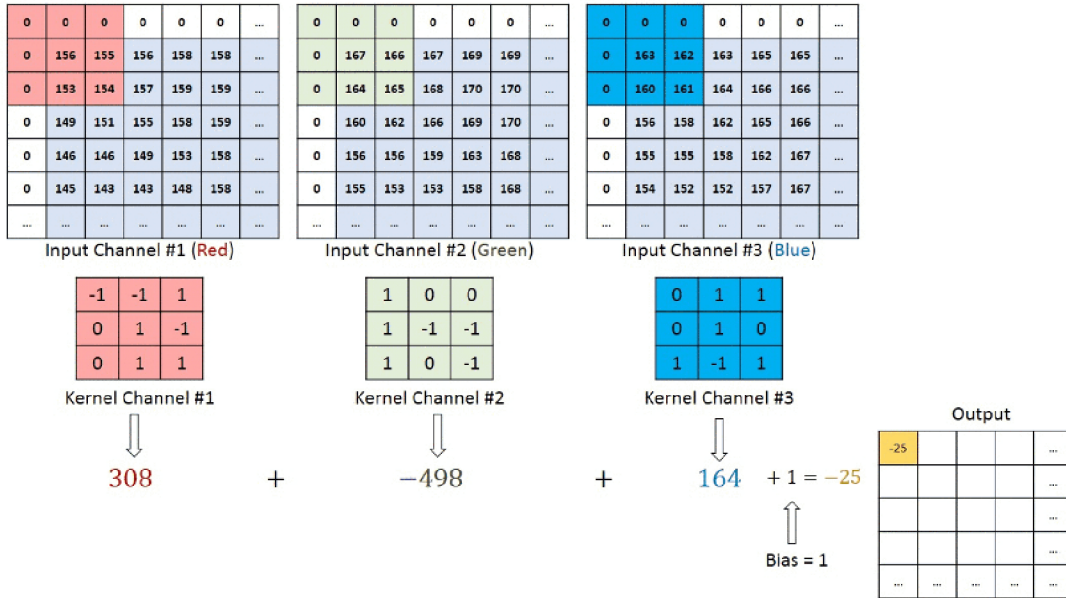 0 0 0 0 0 0 ...
0 156 155 156 158 158 ...
0 153 154 157 159 159 ...
0 149 151 155 158 159 ...
0 146 146 149 153 158 ...
0 145 143 143 148 158 ...
... ... ... ... ... ... ...
Input Channel #1 (Red)
0 0 0 0 0 0 ...
0 167 166 167 169 169 ...
0 164 165 168 170 170 ...
0 160 162 166 169 170 ...
0 156 156 159 163 168 ...
0 155 153 153 158 168 ...
... ... ... ... ... ... ...
Input Channel #2 (Green)
0 0 0 0 0 0 ...
0 163 162 163 165 165 ...
0 160 161 164 166 166 ...
0 156 158 162 165 166 ...
0 155 155 158 162 167 ...
0 154 152 152 157 167 ...
... ... ... ... ... ... ...
Input Channel #3 (Blue)
-1 -1 1
0 1 -1
0 1 1
Kernel Channel #1
1 0 0
1 -1 -1
1 0 -1
Kernel Channel #2
0 1 1
0 1 0
1 -1 1
Kernel Channel #3
308 + −498 + 164 + 1 = −25
Bias = 1
Output
-25 ...
...
...
...
... ... ... ... ...